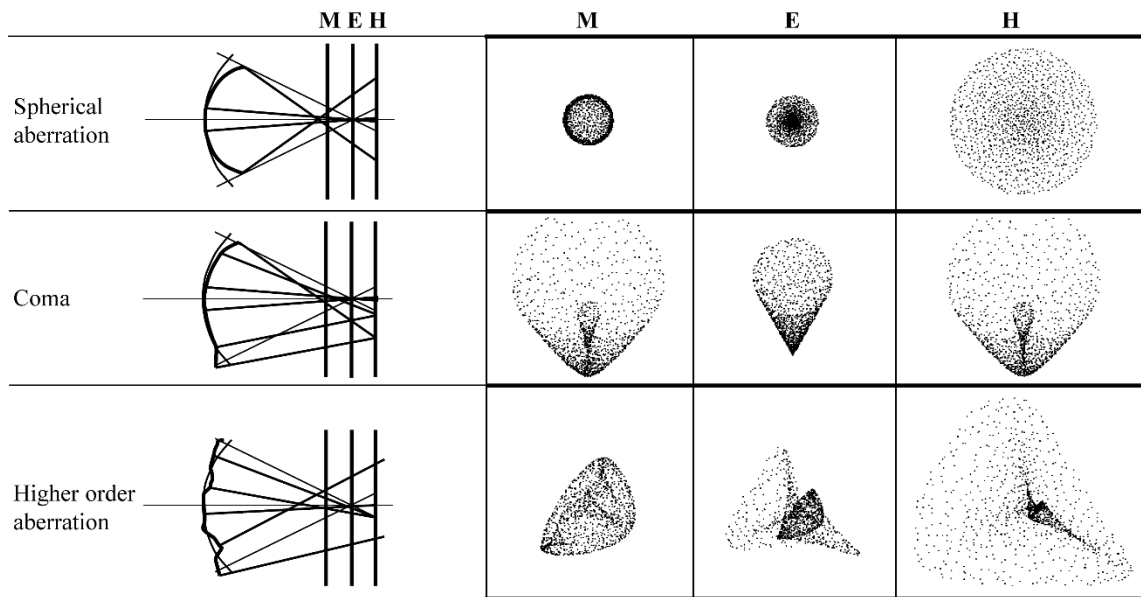 M E H M E H
Spherical
aberration
Coma
Higher order
aberration